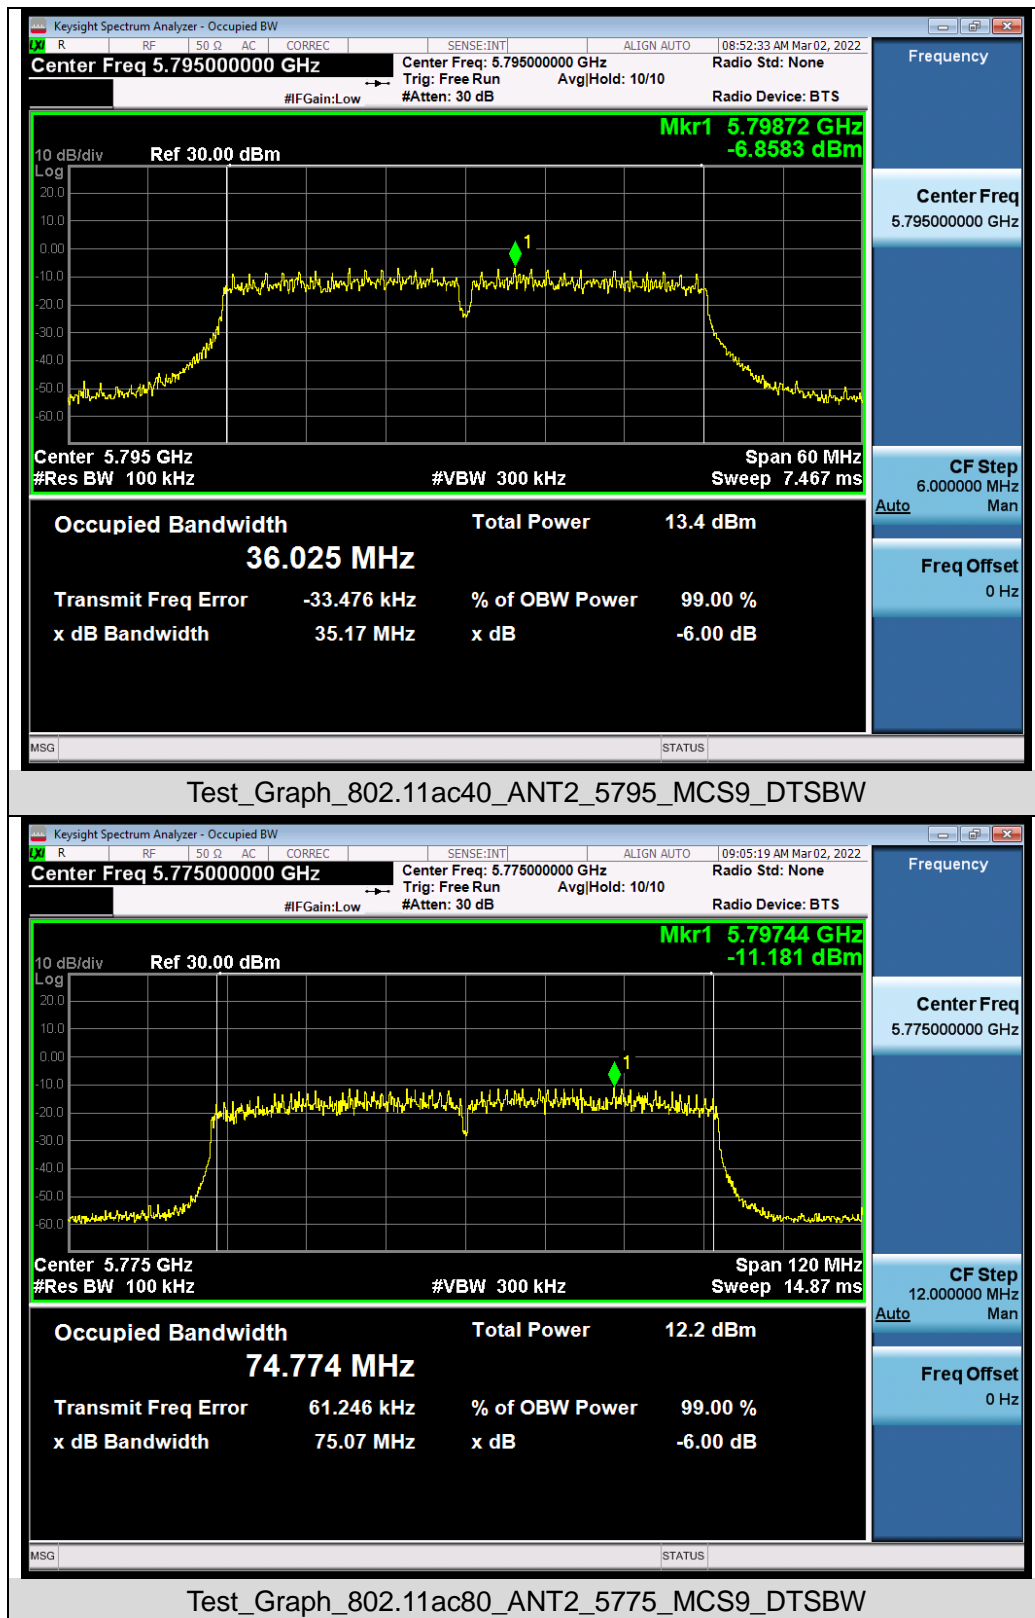 Keysight Spectrum Analyzer - Occupied BW
LXI R RF 50 Ω AC CORREC SENSE:INT ALIGN AUTO 08:52:33 AM Mar 02, 2022
Center Freq 5.795000000 GHz
Center Freq: 5.795000000 GHz
Radio Std: None
Trig: Free Run Avg|Hold: 10/10
#IFGain:Low
#Atten: 30 dB
Radio Device: BTS
Frequency
Mkr1 5.79872 GHz
-6.8583 dBm
10 dB/div Ref 30.00 dBm
Log
20.0
10.0
0.00
-10.0
-20.0
-30.0
-40.0
-50.0
-60.0
1
Center Freq
5.795000000 GHz
Center 5.795 GHz Span 60 MHz
#Res BW 100 kHz #VBW 300 kHz Sweep 7.467 ms
CF Step
6.000000 MHz
Auto Man
Occupied Bandwidth Total Power 13.4 dBm
36.025 MHz
Transmit Freq Error -33.476 kHz % of OBW Power 99.00 %
x dB Bandwidth 35.17 MHz x dB -6.00 dB
Freq Offset
0 Hz
MSG STATUS
Test_Graph_802.11ac40_ANT2_5795_MCS9_DTSBW
Keysight Spectrum Analyzer - Occupied BW
LXI R RF 50 Ω AC CORREC SENSE:INT ALIGN AUTO 09:05:19 AM Mar 02, 2022
Center Freq 5.775000000 GHz
Center Freq: 5.775000000 GHz
Radio Std: None
Trig: Free Run Avg|Hold: 10/10
#IFGain:Low
#Atten: 30 dB
Radio Device: BTS
Frequency
Mkr1 5.79744 GHz
-11.181 dBm
10 dB/div Ref 30.00 dBm
Log
20.0
10.0
0.00
-10.0
-20.0
-30.0
-40.0
-50.0
-60.0
1
Center Freq
5.775000000 GHz
Center 5.775 GHz Span 120 MHz
#Res BW 100 kHz #VBW 300 kHz Sweep 14.87 ms
CF Step
12.000000 MHz
Auto Man
Occupied Bandwidth Total Power 12.2 dBm
74.774 MHz
Transmit Freq Error 61.246 kHz % of OBW Power 99.00 %
x dB Bandwidth 75.07 MHz x dB -6.00 dB
Freq Offset
0 Hz
MSG STATUS
Test_Graph_802.11ac80_ANT2_5775_MCS9_DTSBW